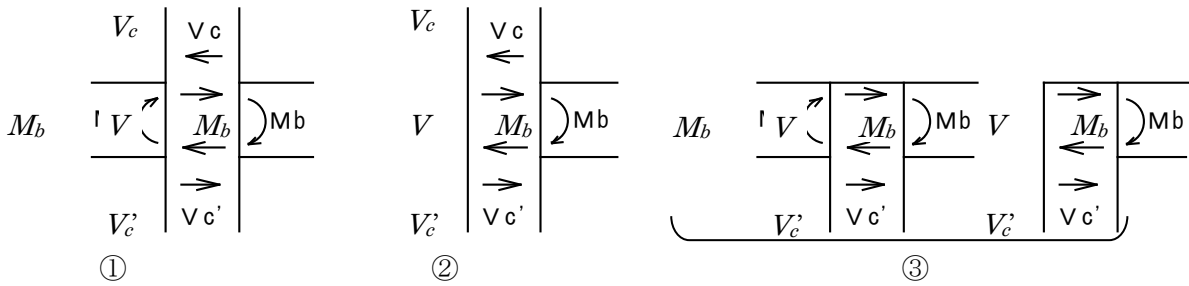 Vc Vc Vc Vc
Mb V Mb Mb V Mb Mb Mb V Mb Mb V Mb Mb
Vc’ Vc’ Vc’ Vc’ Vc’ Vc’ Vc’ Vc’
① ② ③